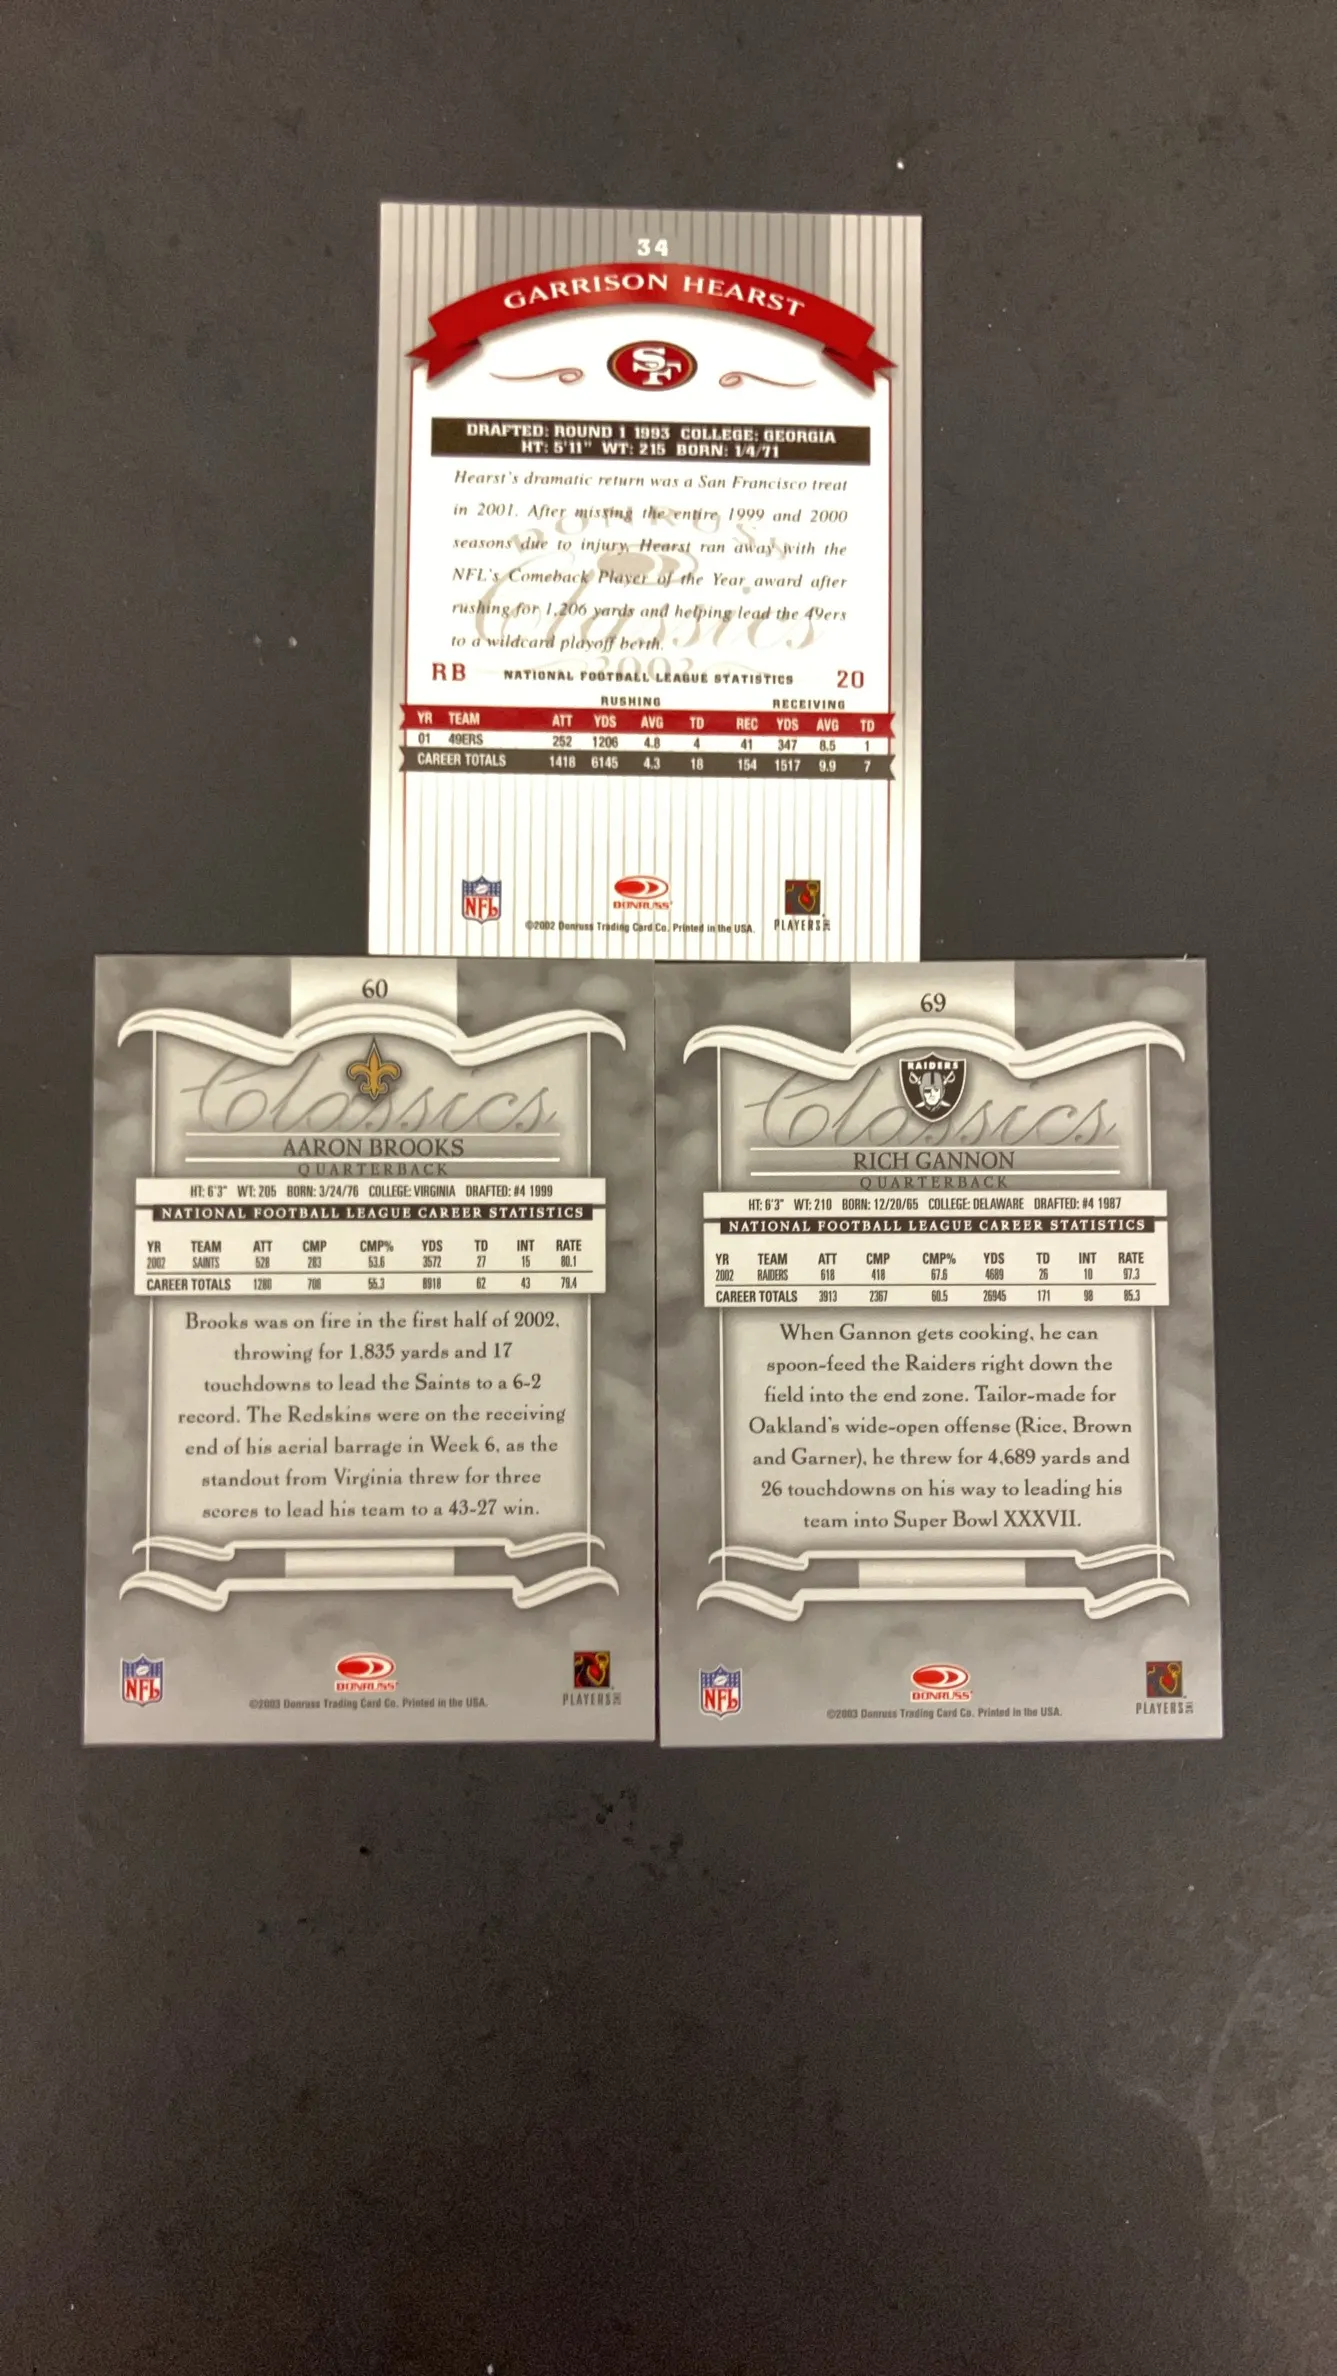 34
GARRISON HEARST
SF
DRAFTED: ROUND 1 1993 COLLEGE: GEORGIA
HT: 5'11" WT: 215 BORN: 1/4/71
Hearst's dramatic return was a San Francisco treat
in 2001. After missing the entire 1999 and 2000
seasons due to injury, Hearst ran away with the
NFL's Comeback Player of the Year award after
rushing for 1,206 yards and helping lead the 49ers
to a wildcard playoff berth.
DONRUSS
Classics
2002
RB NATIONAL FOOTBALL LEAGUE STATISTICS 20
RUSHING RECEIVING
YR TEAM ATT YDS AVG TD REC YDS AVG TD
01 49ERS 252 1206 4.8 4 41 347 8.5 1
CAREER TOTALS 1418 6145 4.3 18 154 1517 9.9 7
NFL DONRUSS PLAYERS INC
©2002 Donruss Trading Card Co. Printed in the USA.
60
Classics
AARON BROOKS
QUARTERBACK
HT: 6'3" WT: 205 BORN: 3/24/76 COLLEGE: VIRGINIA DRAFTED: #4 1999
NATIONAL FOOTBALL LEAGUE CAREER STATISTICS
YR TEAM ATT CMP CMP% YDS TD INT RATE
2002 SAINTS 528 283 53.6 3572 27 15 80.1
CAREER TOTALS 1280 708 55.3 8918 62 43 79.4
Brooks was on fire in the first half of 2002,
throwing for 1,835 yards and 17
touchdowns to lead the Saints to a 6-2
record. The Redskins were on the receiving
end of his aerial barrage in Week 6, as the
standout from Virginia threw for three
scores to lead his team to a 43-27 win.
NFL DONRUSS PLAYERS INC
©2003 Donruss Trading Card Co. Printed in the USA.
69
RAIDERS
Classics
RICH GANNON
QUARTERBACK
HT: 6'3" WT: 210 BORN: 12/20/65 COLLEGE: DELAWARE DRAFTED: #4 1987
NATIONAL FOOTBALL LEAGUE CAREER STATISTICS
YR TEAM ATT CMP CMP% YDS TD INT RATE
2002 RAIDERS 618 418 67.6 4689 26 10 97.3
CAREER TOTALS 3913 2367 60.5 26945 171 98 85.3
When Gannon gets cooking, he can
spoon-feed the Raiders right down the
field into the end zone. Tailor-made for
Oakland's wide-open offense (Rice, Brown
and Garner), he threw for 4,689 yards and
26 touchdowns on his way to leading his
team into Super Bowl XXXVII.
NFL DONRUSS PLAYERS INC
©2003 Donruss Trading Card Co. Printed in the USA.